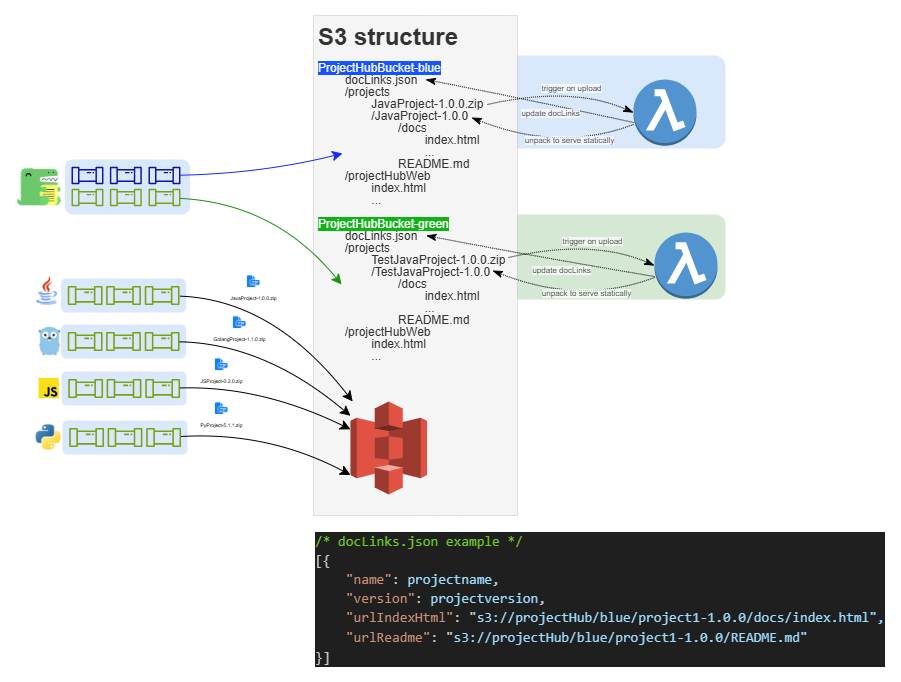 S3 structure
ProjectHubBucket-blue
docLinks.json
/projects
JavaProject-1.0.0.zip
/JavaProject-1.0.0
/docs
index.html
...
README.md
/projectHubWeb
index.html
...
trigger on upload
update docLinks
unpack to serve statically
ProjectHubBucket-green
docLinks.json
/projects
TestJavaProject-1.0.0.zip
/TestJavaProject-1.0.0
/docs
index.html
...
README.md
/projectHubWeb
index.html
...
trigger on upload
update docLinks
unpack to serve statically
JavaProject-1.0.0.zip
GolangProject-1.1.0.zip
JSProject-0.2.0.zip
JS
PyProject-5.1.1.zip
/* docLinks.json example */
[{
"name": projectname,
"version": projectversion,
"urlIndexHtml": "s3://projectHub/blue/project1-1.0.0/docs/index.html",
"urlReadme": "s3://projectHub/blue/project1-1.0.0/README.md"
}]